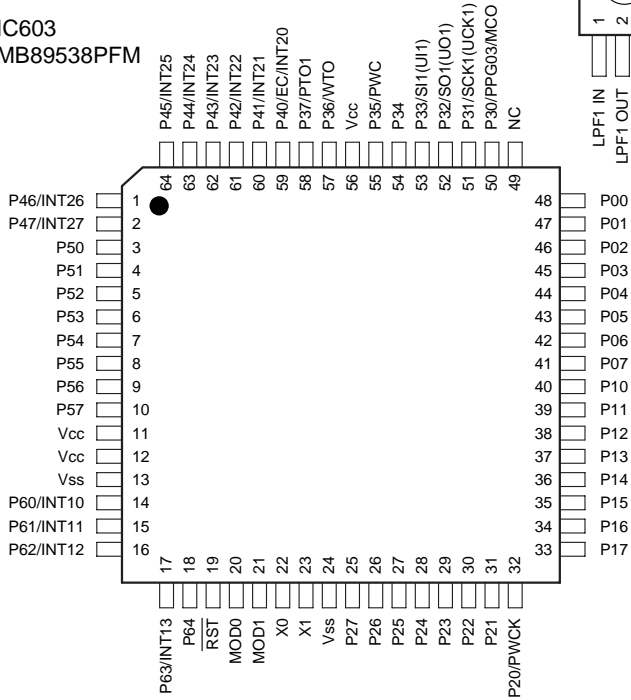 IC603
MB89538PFM
P45/INT25
P44/INT24
P43/INT23
P42/INT22
P41/INT21
P40/EC/INT20
P37/PTO1
P36/WTO
Vcc
P35/PWC
P34
P33/SI1(UI1)
P32/SO1(UO1)
P31/SCK1(UCK1)
P30/PPG03/MCO
NC
64
63
62
61
60
59
58
57
56
55
54
53
52
51
50
49
1
2
LPF1 IN
LPF1 OUT
P46/INT26 1
P47/INT27 2
P50 3
P51 4
P52 5
P53 6
P54 7
P55 8
P56 9
P57 10
Vcc 11
Vcc 12
Vss 13
P60/INT10 14
P61/INT11 15
P62/INT12 16
48 P00
47 P01
46 P02
45 P03
44 P04
43 P05
42 P06
41 P07
40 P10
39 P11
38 P12
37 P13
36 P14
35 P15
34 P16
33 P17
17
18
19
20
21
22
23
24
25
26
27
28
29
30
31
32
P63/INT13
P64
RST
MOD0
MOD1
X0
X1
Vss
P27
P26
P25
P24
P23
P22
P21
P20/PWCK